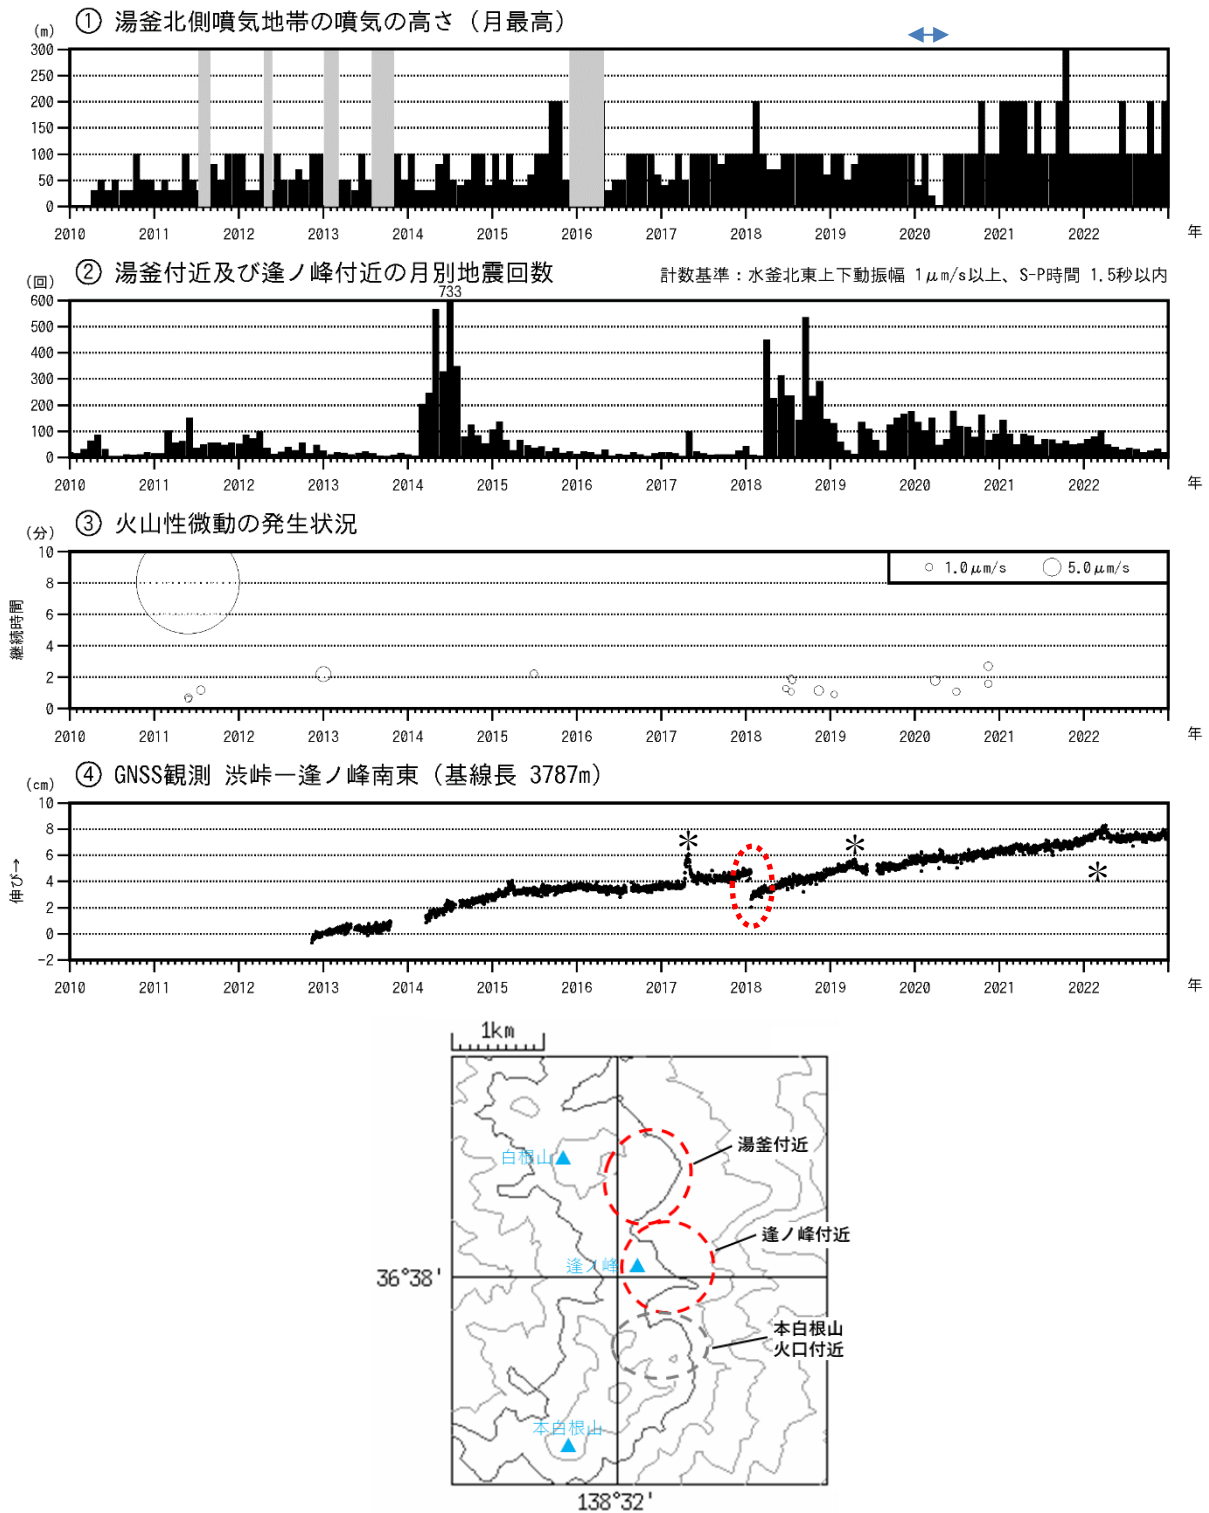 ① 湯釜北側噴気地帯の噴気の高さ（月最高）
(m)
300
250
200
150
100
50
0
2010 2011 2012 2013 2014 2015 2016 2017 2018 2019 2020 2021 2022 年
② 湯釜付近及び逢ノ峰付近の月別地震回数
計数基準：水釜北東上下動振幅 1μm/s以上、S-P時間 1.5秒以内
(回)
733
600
500
400
300
200
100
0
2010 2011 2012 2013 2014 2015 2016 2017 2018 2019 2020 2021 2022 年
③ 火山性微動の発生状況
(分)
継続時間
10
8
6
4
2
0
1.0μm/s 5.0μm/s
2010 2011 2012 2013 2014 2015 2016 2017 2018 2019 2020 2021 2022 年
④ GNSS観測 渋峠―逢ノ峰南東（基線長 3787m）
(cm)
伸び→
10
8
6
4
2
0
-2
＊ ＊ ＊
2010 2011 2012 2013 2014 2015 2016 2017 2018 2019 2020 2021 2022 年
1km
湯釜付近
白根山
逢ノ峰付近
逢ノ峰
36°38'
本白根山
火口付近
本白根山
138°32'